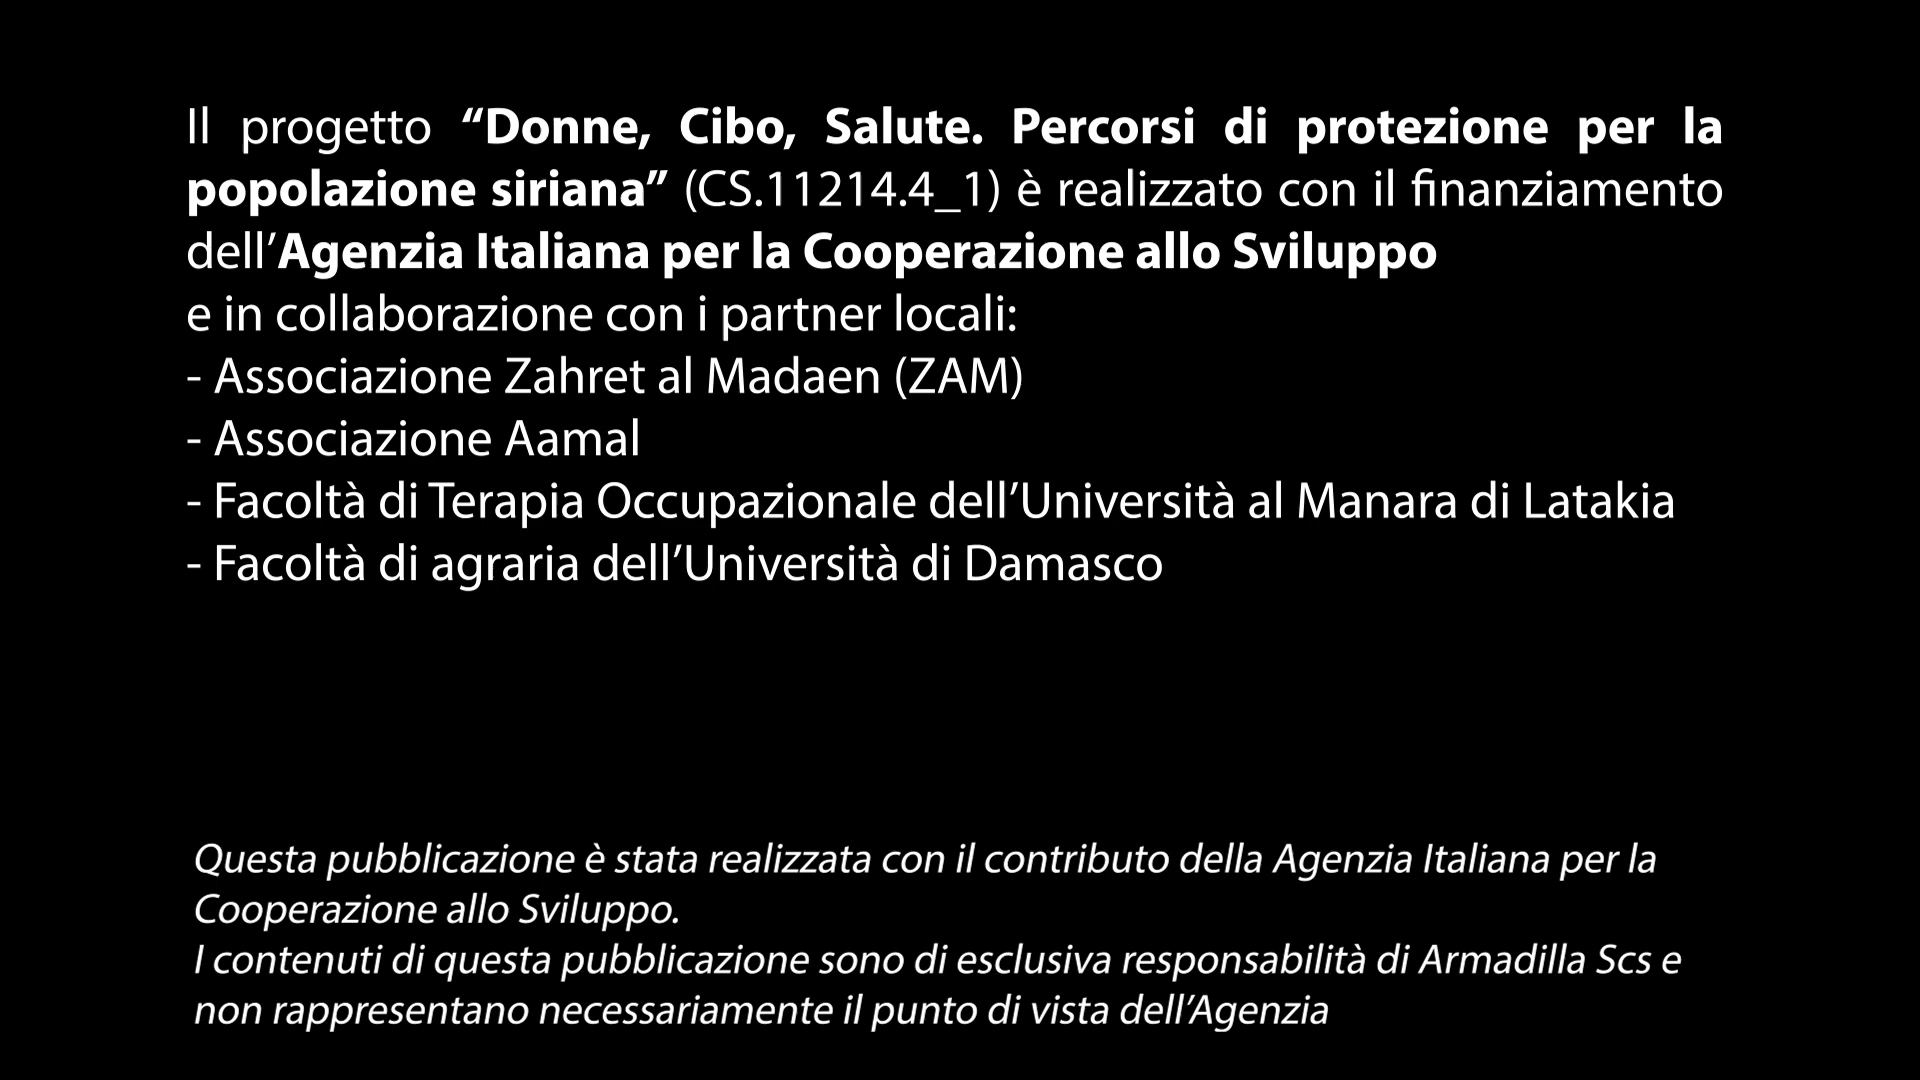 Il progetto “Donne, Cibo, Salute. Percorsi di protezione per la
popolazione siriana” (CS.11214.4_1) è realizzato con il finanziamento
dell’Agenzia Italiana per la Cooperazione allo Sviluppo
e in collaborazione con i partner locali:
- Associazione Zahret al Madaen (ZAM)
- Associazione Aamal
- Facoltà di Terapia Occupazionale dell’Università al Manara di Latakia
- Facoltà di agraria dell’Università di Damasco
Questa pubblicazione è stata realizzata con il contributo della Agenzia Italiana per la
Cooperazione allo Sviluppo.
I contenuti di questa pubblicazione sono di esclusiva responsabilità di Armadilla Scs e
non rappresentano necessariamente il punto di vista dell’Agenzia